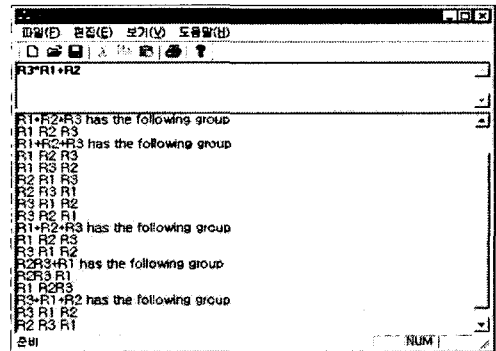 파일(F) 편집(E) 보기(V) 도움말(H)
R3*R1+R2
R1+R2*R3 has the following group
R1 R2 R3
R1+R2+R3 has the following group
R1 R2 R3
R1 R3 R2
R2 R1 R3
R2 R3 R1
R3 R1 R2
R3 R2 R1
R1*R2+R3 has the following group
R1 R2 R3
R3 R1 R2
R2R3+R1 has the following group
R2R3 R1
R1 R2R3
R3*R1+R2 has the following group
R3 R1 R2
R2 R3 R1
준비 NUM